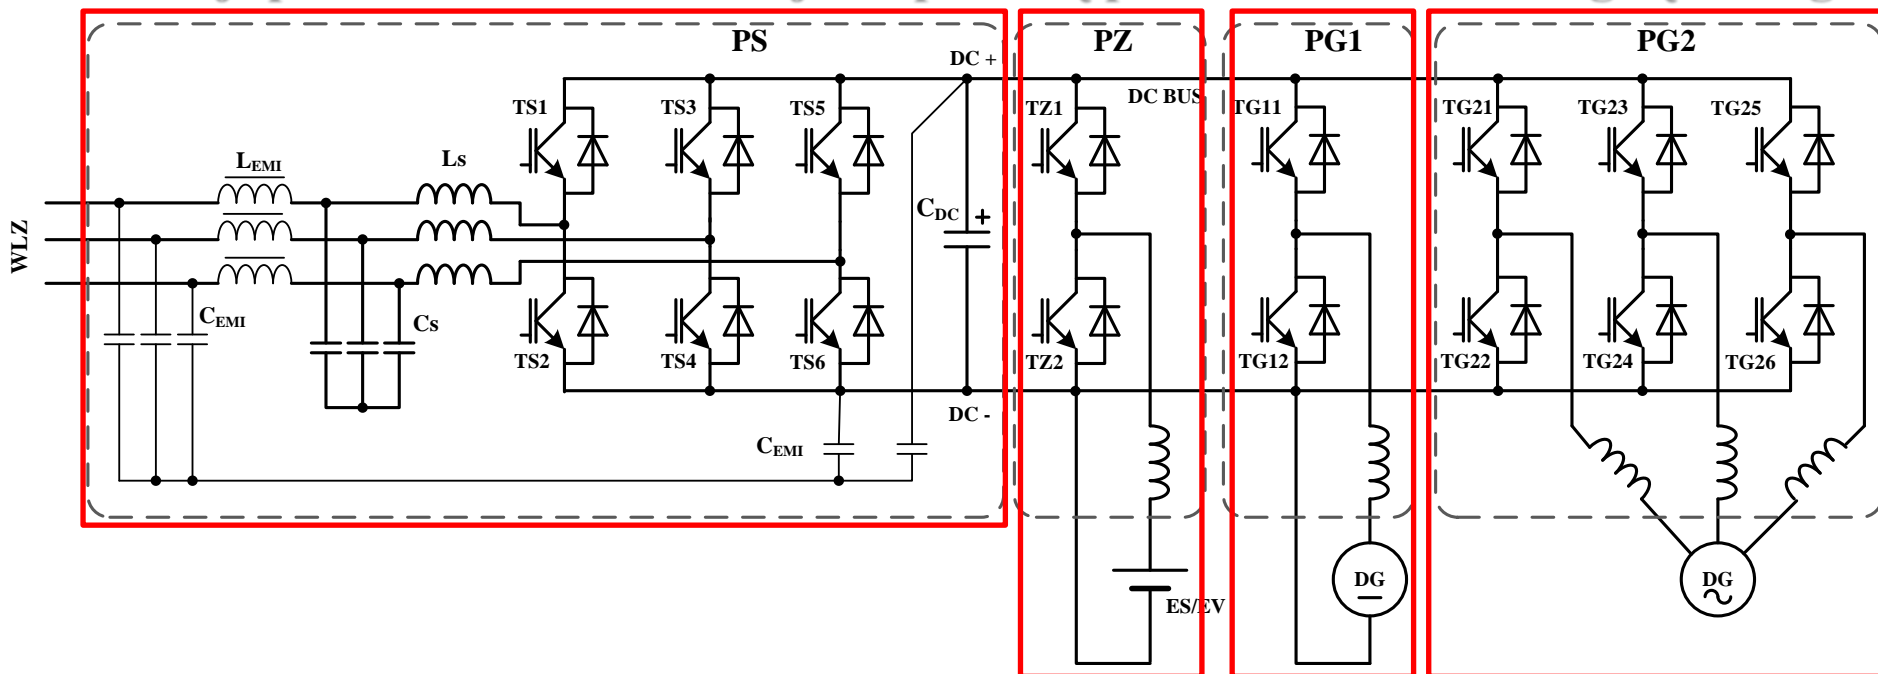 PS
PZ
PG1
PG2
DC +
DC BUS
TS1
TS3
TS5
TZ1
TG11
TG21
TG23
TG25
LEMI
Ls
CDC
+
WLZ
CEMI
Cs
TS2
TS4
TS6
TZ2
TG12
TG22
TG24
TG26
DC -
CEMI
DG
DG
ES/EV